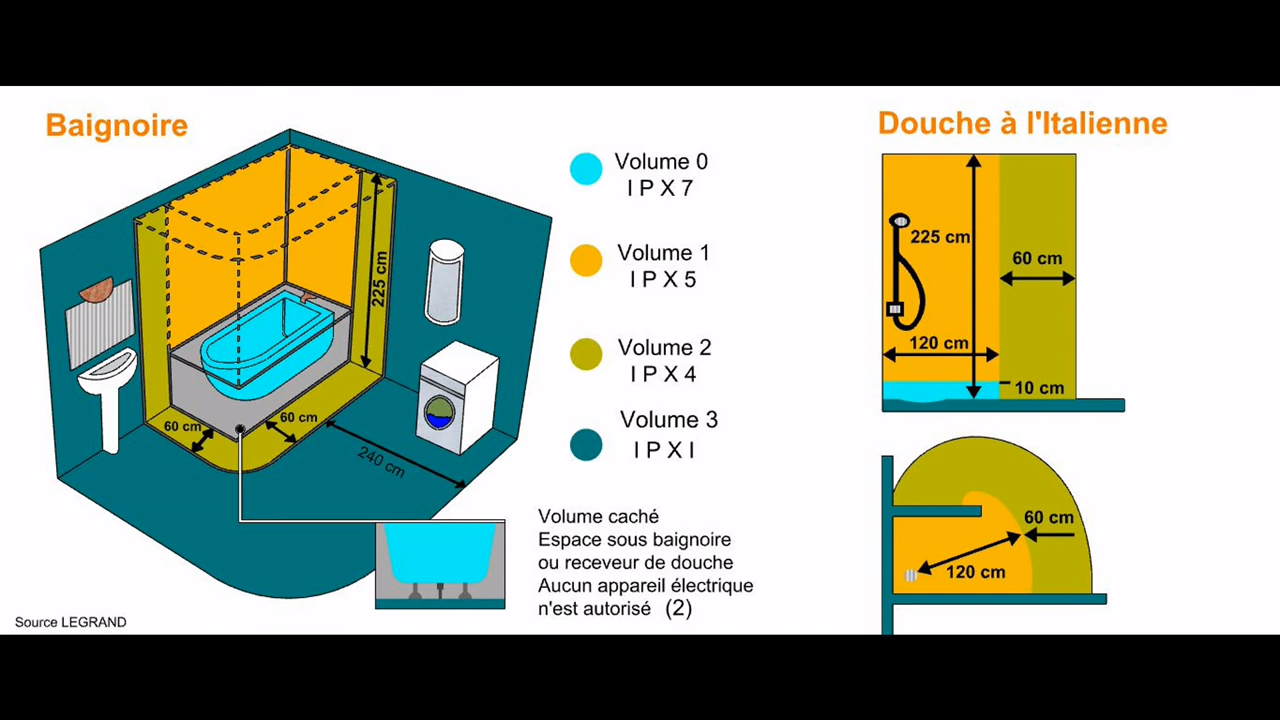 Baignoire
225 cm
60 cm
60 cm
240 cm
Source LEGRAND
Volume 0
I P X 7
Volume 1
I P X 5
Volume 2
I P X 4
Volume 3
I P X I
Volume caché
Espace sous baignoire
ou receveur de douche
Aucun appareil électrique
n'est autorisé (2)
Douche à l'Italienne
225 cm
60 cm
120 cm
10 cm
60 cm
120 cm